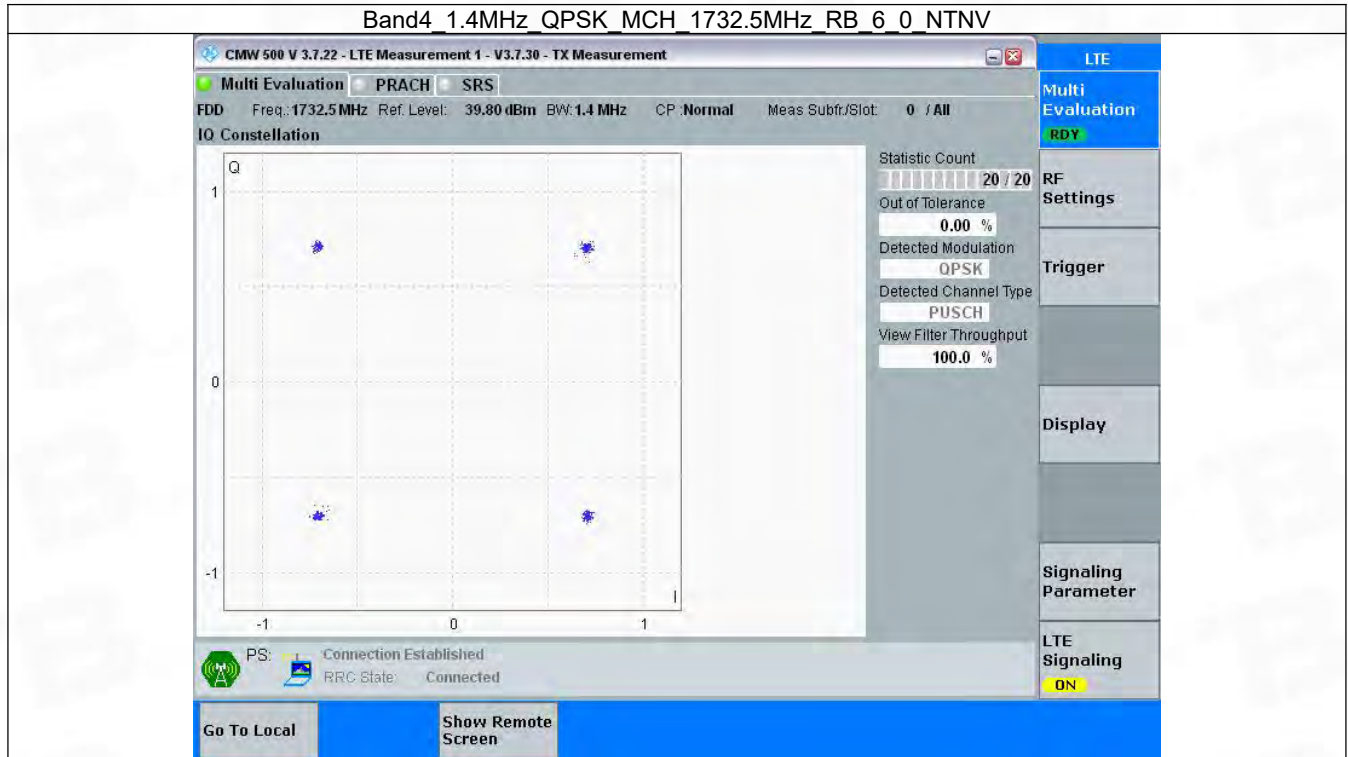 Band4_1.4MHz_QPSK_MCH_1732.5MHz_RB_6_0_NTNV
CMW 500 V 3.7.22 - LTE Measurement 1 - V3.7.30 - TX Measurement
Multi Evaluation PRACH SRS
FDD Freq.:1732.5 MHz Ref. Level: 39.80 dBm BW:1.4 MHz CP :Normal Meas Subfr./Slot: 0 / All
IQ Constellation
Q
1
0
-1
I
-1 0 1
Statistic Count
20 / 20
Out of Tolerance
0.00 %
Detected Modulation
QPSK
Detected Channel Type
PUSCH
View Filter Throughput
100.0 %
LTE
Multi
Evaluation
RDY
RF
Settings
Trigger
Display
Signaling
Parameter
LTE
Signaling
ON
PS: Connection Established
RRC State: Connected
Go To Local
Show Remote
Screen